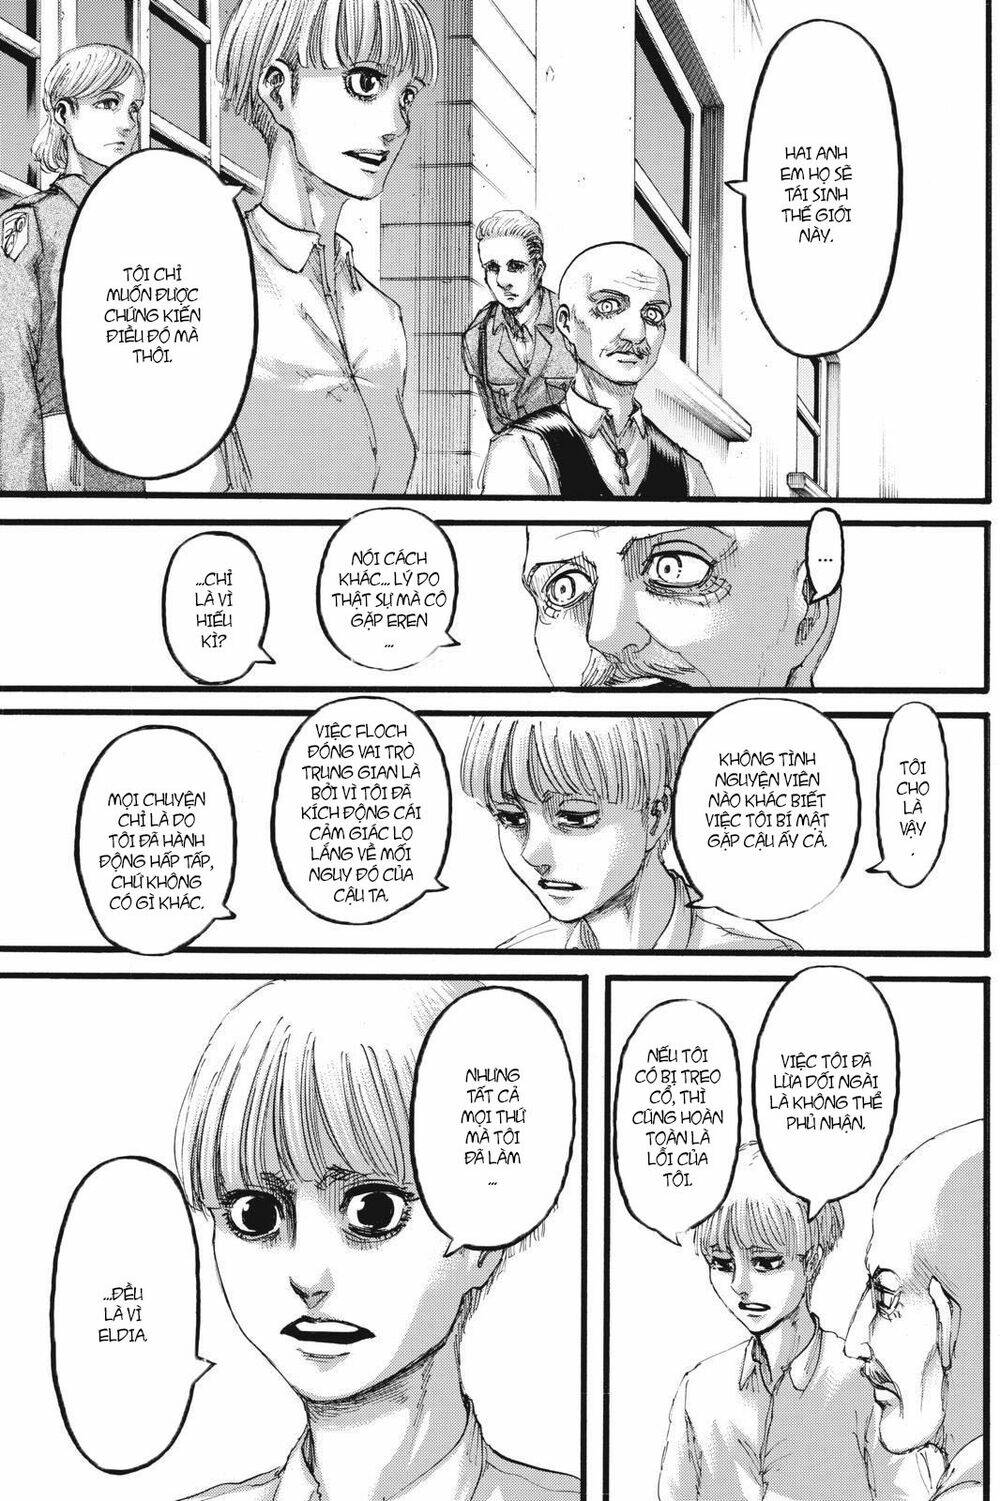 HAI ANH
EM HỌ SẼ
TÁI SINH
THẾ GIỚI
NÀY.
TÔI CHỈ
MUỐN ĐƯỢC
CHỨNG KIẾN
ĐIỀU ĐÓ MÀ
THÔI.
...
NÓI CÁCH
KHÁC... LÝ DO
THẬT SỰ MÀ CÔ
GẶP EREN
...
...CHỈ
LÀ VÌ
HIẾU
KÌ?
TÔI
CHO
LÀ
VẬY
.
KHÔNG TÌNH
NGUYỆN VIÊN
NÀO KHÁC BIẾT
VIỆC TÔI BÍ MẬT
GẶP CẬU ẤY CẢ.
VIỆC FLOCH
ĐÓNG VAI TRÒ
TRUNG GIAN LÀ
BỞI VÌ TÔI ĐÃ
KÍCH ĐỘNG CÁI
CẢM GIÁC LO
LẮNG VỀ MỐI
NGUY ĐÓ CỦA
CẬU TA.
MỌI CHUYỆN
CHỈ LÀ DO
TÔI ĐÃ HÀNH
ĐỘNG HẤP TẤP,
CHỨ KHÔNG
CÓ GÌ KHÁC.
VIỆC TÔI ĐÃ
LỪA DỐI NGÀI
LÀ KHÔNG THỂ
PHỦ NHẬN.
NẾU TÔI
CÓ BỊ TREO
CỔ, THÌ
CŨNG HOÀN
TOÀN LÀ
LỖI CỦA
TÔI.
NHƯNG
TẤT CẢ
MỌI THỨ
MÀ TÔI
ĐÃ LÀM
...
...ĐỀU
LÀ VÌ
ELDIA.